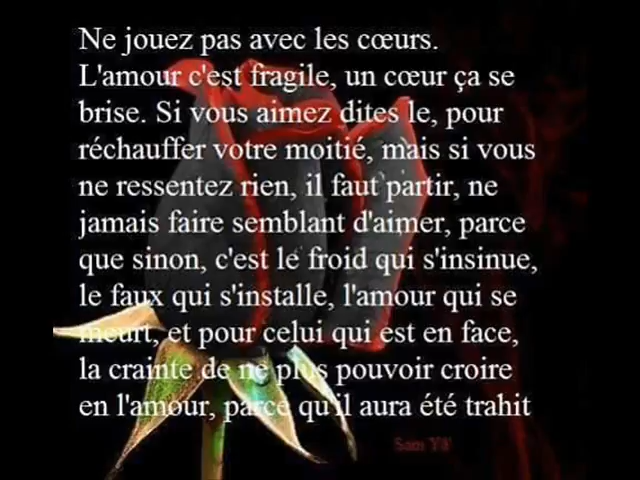 Ne jouez pas avec les cœurs.
L'amour c'est fragile, un cœur ça se
brise. Si vous aimez dites le, pour
réchauffer votre moitié, mais si vous
ne ressentez rien, il faut partir, ne
jamais faire semblant d'aimer, parce
que sinon, c'est le froid qui s'insinue,
le faux qui s'installe, l'amour qui se
meurt, et pour celui qui est en face,
la crainte de ne plus pouvoir croire
en l'amour, parce qu'il aura été trahit